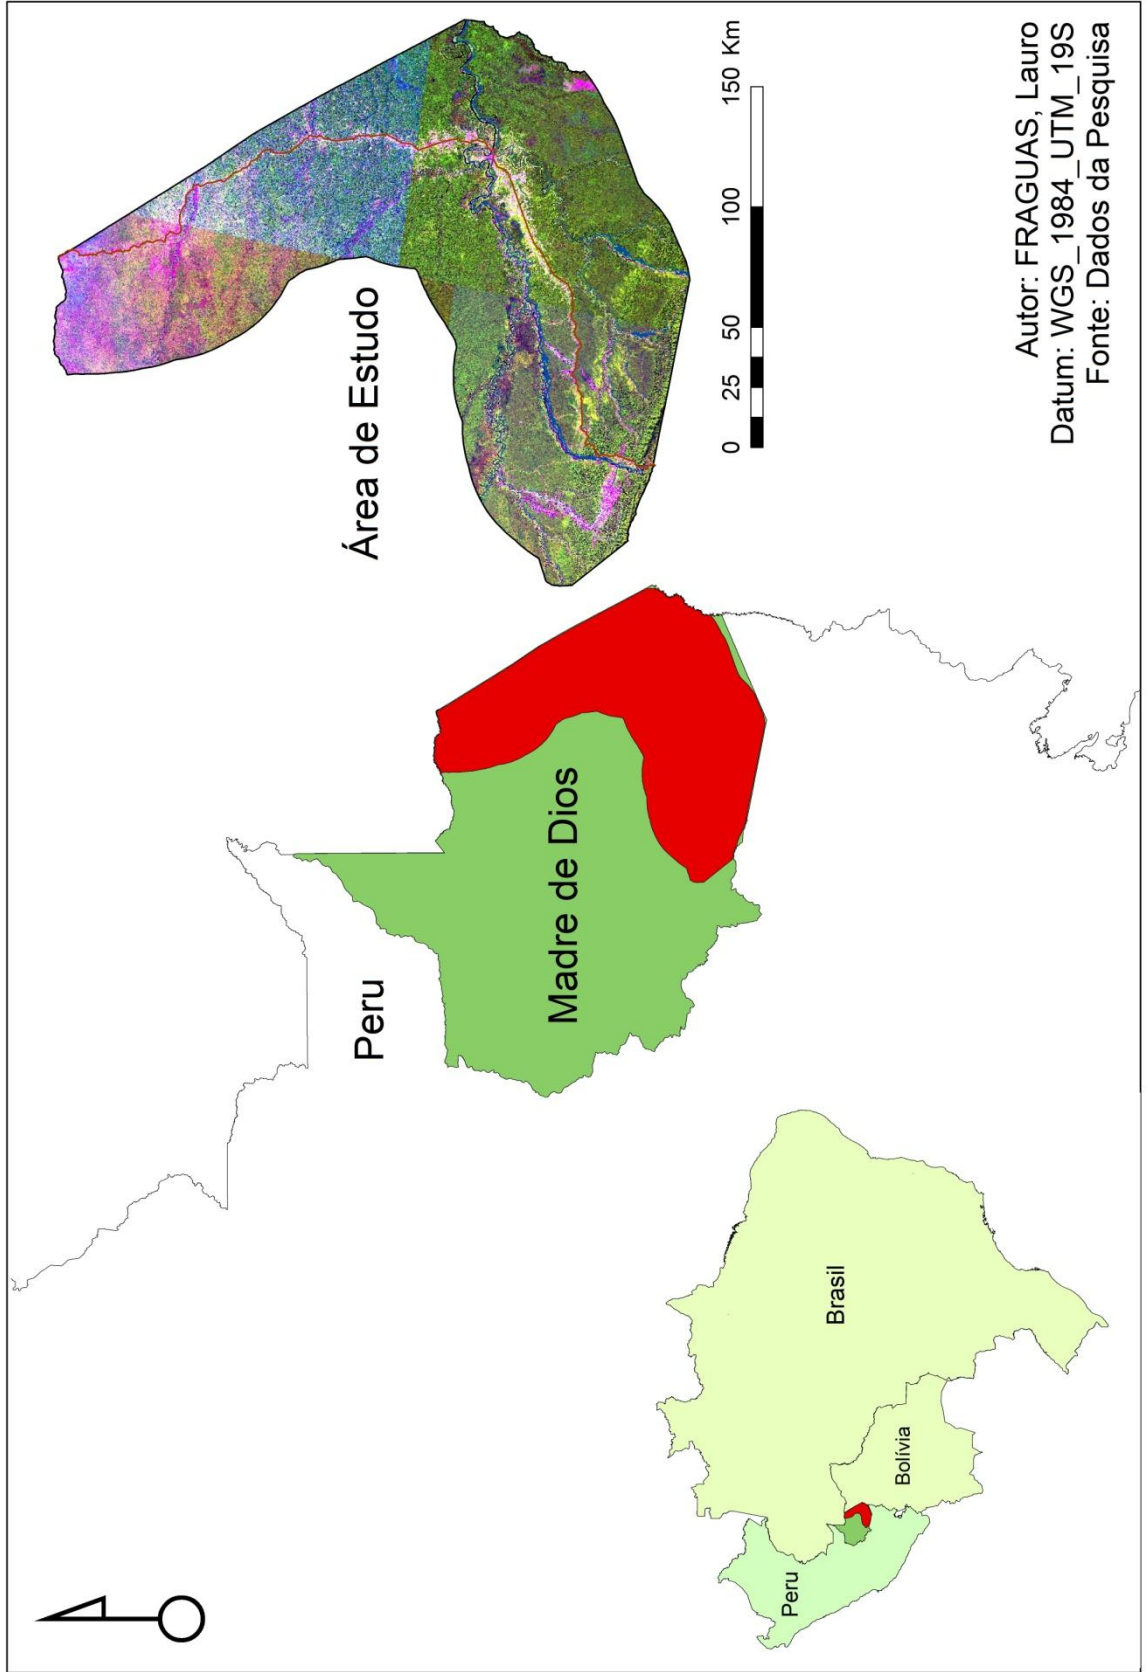 Área de Estudo
Peru
Madre de Dios
Peru
Brasil
Bolívia
0 25 50 100 150 Km
Autor: FRAGUAS, Lauro
Datum: WGS_1984_UTM_19S
Fonte: Dados da Pesquisa